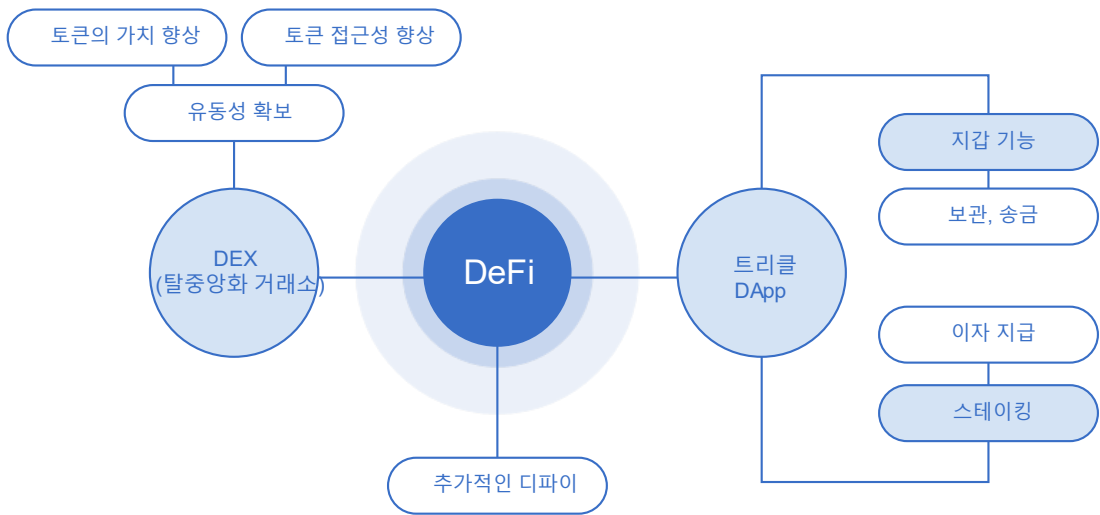 토큰의 가치 향상
토큰 접근성 향상
유동성 확보
DEX
(탈중앙화 거래소)
DeFi
추가적인 디파이
트리클
DApp
지갑 기능
보관, 송금
이자 지급
스테이킹